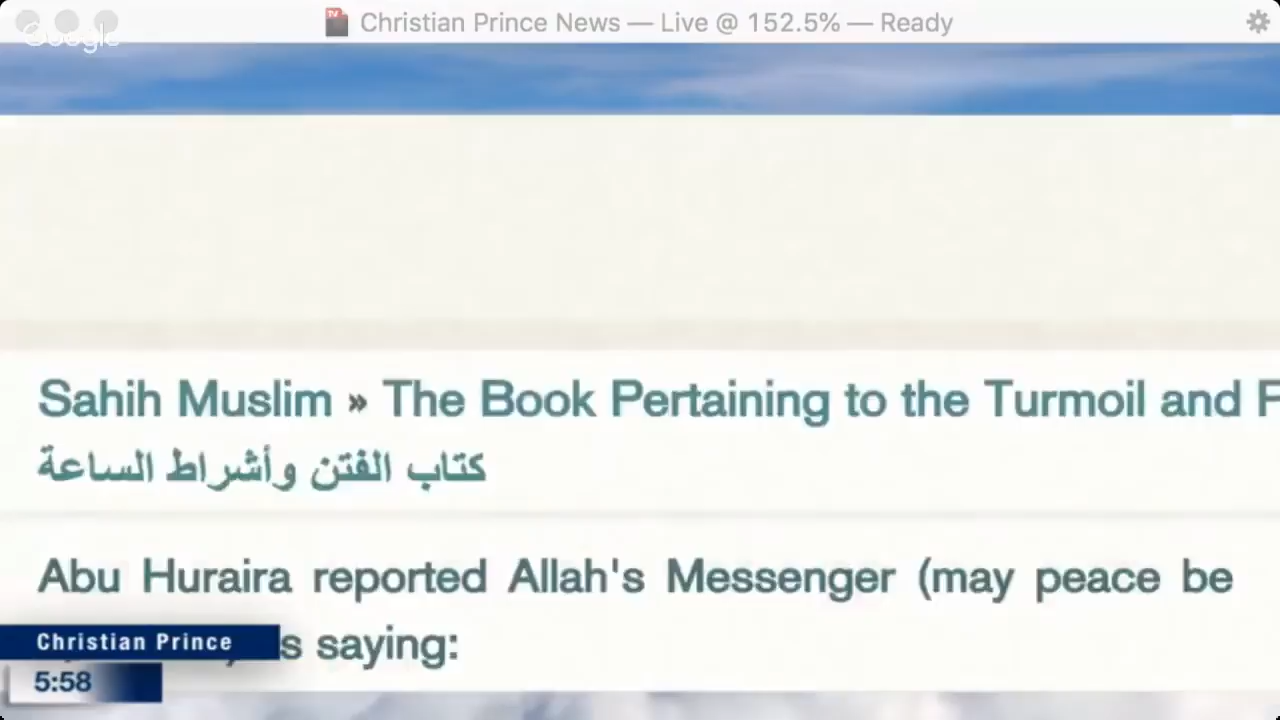 Google
Christian Prince News — Live @ 152.5% — Ready
Sahih Muslim » The Book Pertaining to the Turmoil and
كتاب الفتن وأشراط الساعة
Abu Huraira reported Allah's Messenger (may peace be
s saying:
Christian Prince
5:58